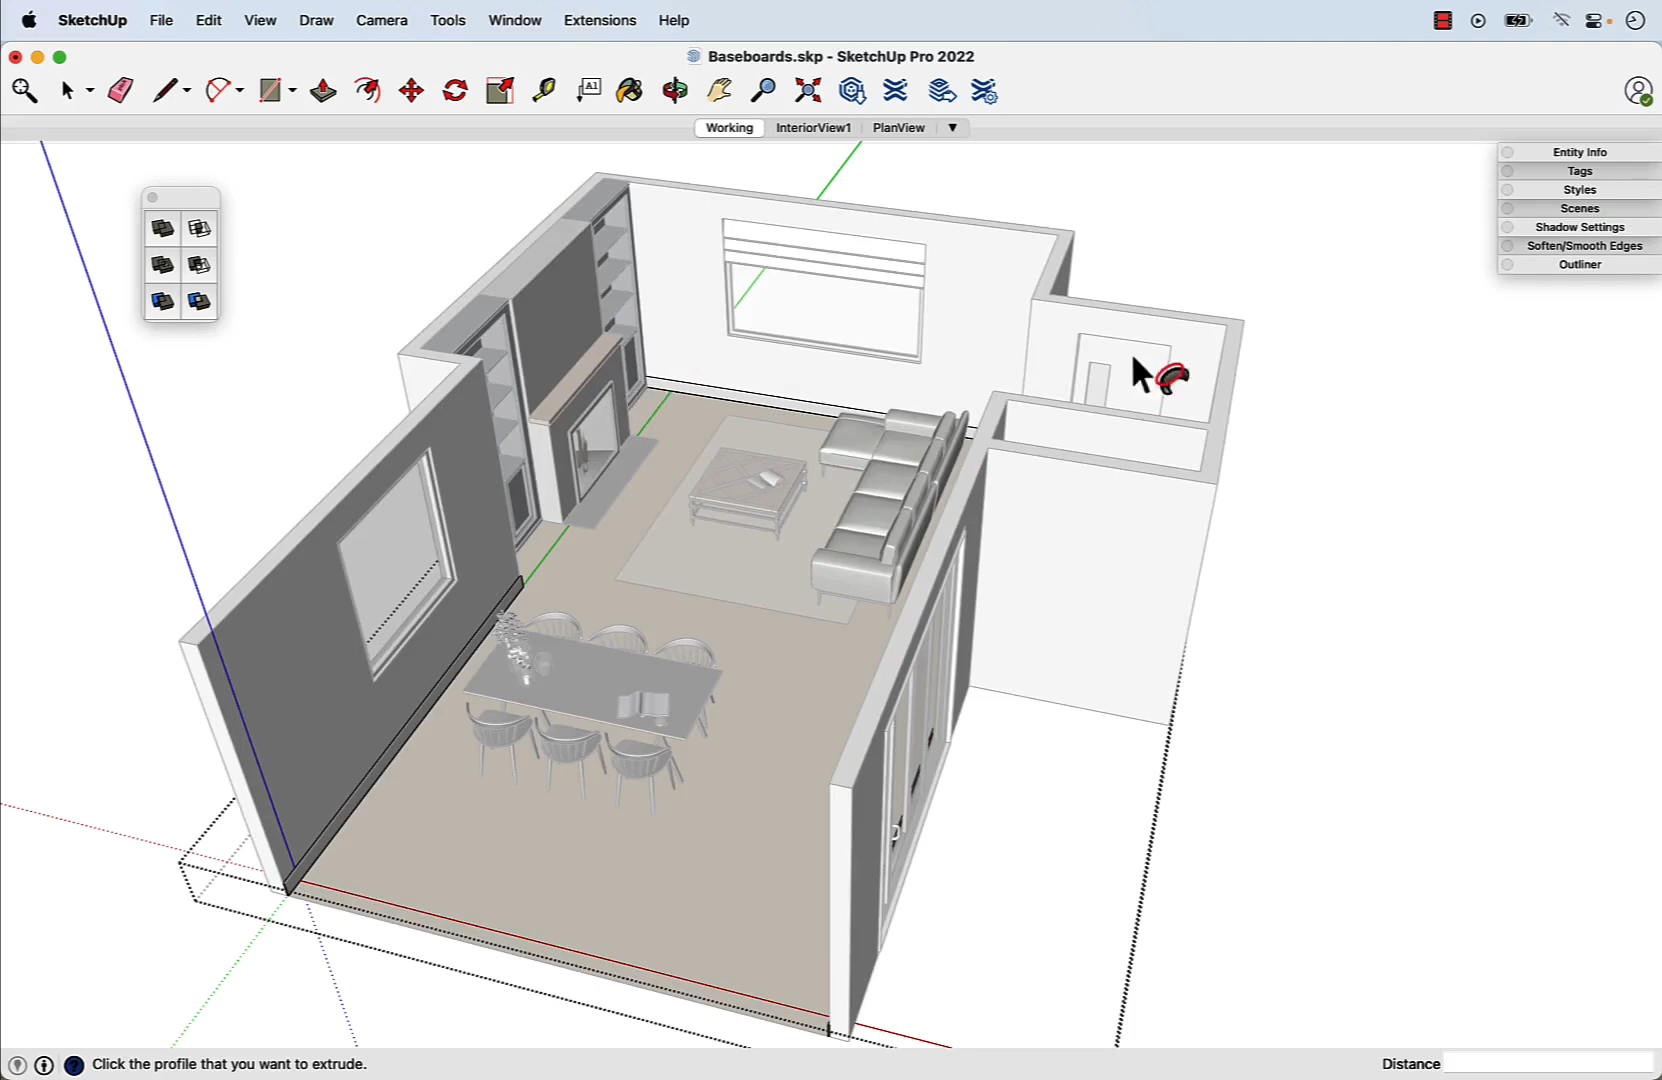 SketchUp File Edit View Draw Camera Tools Window Extensions Help
Baseboards.skp - SketchUp Pro 2022
A1
Working InteriorView1 PlanView ▼
Entity Info
Tags
Styles
Scenes
Shadow Settings
Soften/Smooth Edges
Outliner
? Click the profile that you want to extrude.
Distance